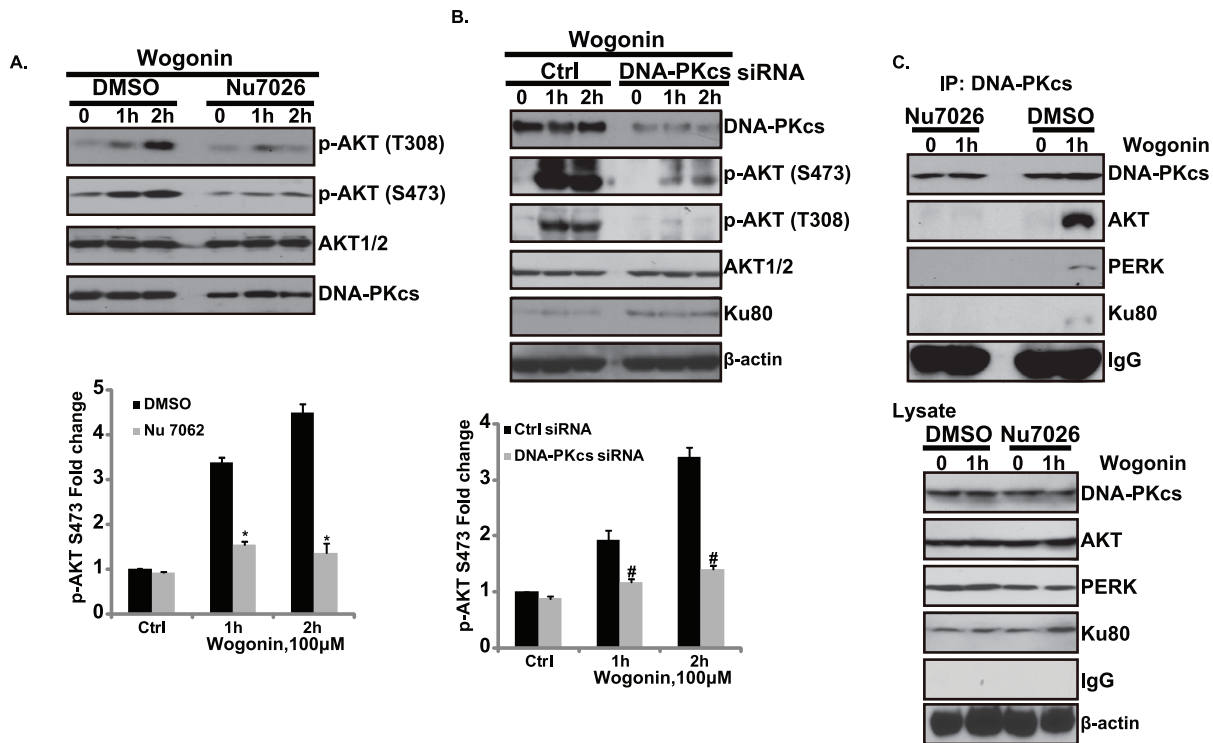 A.
Wogonin
DMSO Nu7026
0 1h 2h 0 1h 2h
p-AKT (T308)
p-AKT (S473)
AKT1/2
DNA-PKcs
5
4
3
2
1
0
p-AKT S473 Fold change
DMSO
Nu 7062
* *
Ctrl 1h 2h
Wogonin,100µM
B.
Wogonin
Ctrl DNA-PKcs siRNA
0 1h 2h 0 1h 2h
DNA-PKcs
p-AKT (S473)
p-AKT (T308)
AKT1/2
Ku80
β-actin
4
3
2
1
0
p-AKT S473 Fold change
Ctrl siRNA
DNA-PKcs siRNA
# #
Ctrl 1h 2h
Wogonin,100µM
C.
IP: DNA-PKcs
Nu7026 DMSO
0 1h 0 1h Wogonin
DNA-PKcs
AKT
PERK
Ku80
IgG
Lysate
DMSO Nu7026
0 1h 0 1h Wogonin
DNA-PKcs
AKT
PERK
Ku80
IgG
β-actin